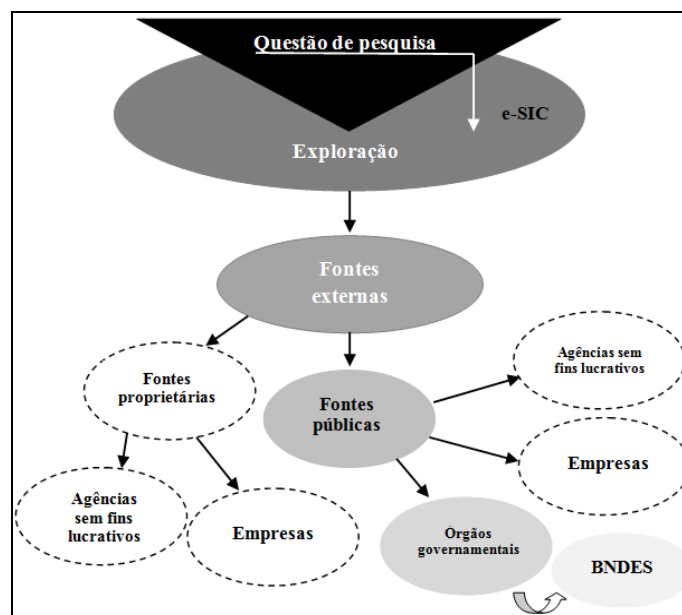 Questão de pesquisa
e-SIC
Exploração
Fontes
externas
Fontes
proprietárias
Fontes
públicas
Agências sem
fins lucrativos
Empresas
Agências
sem fins
lucrativos
Empresas
Órgãos
governamentais
BNDES